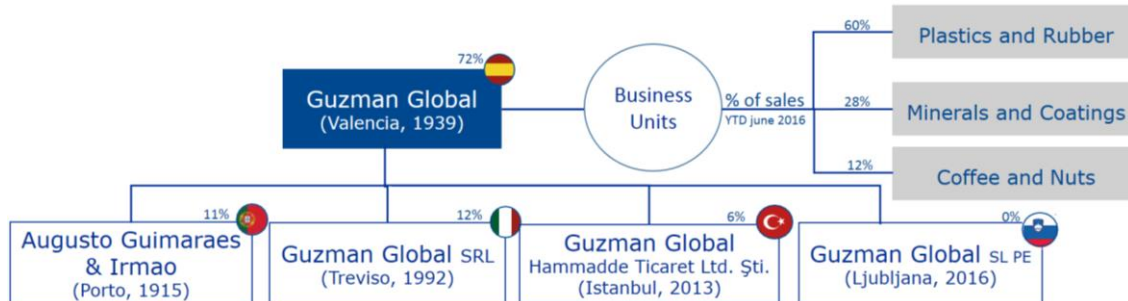 72%
Guzman Global
(Valencia, 1939)
Business
Units
% of sales
YTD june 2016
60%
Plastics and Rubber
28%
Minerals and Coatings
12%
Coffee and Nuts
11%
Augusto Guimaraes
& Irmao
(Porto, 1915)
12%
Guzman Global SRL
(Treviso, 1992)
6%
Guzman Global
Hammadde Ticaret Ltd. Şti.
(Istanbul, 2013)
0%
Guzman Global SL PE
(Ljubljana, 2016)